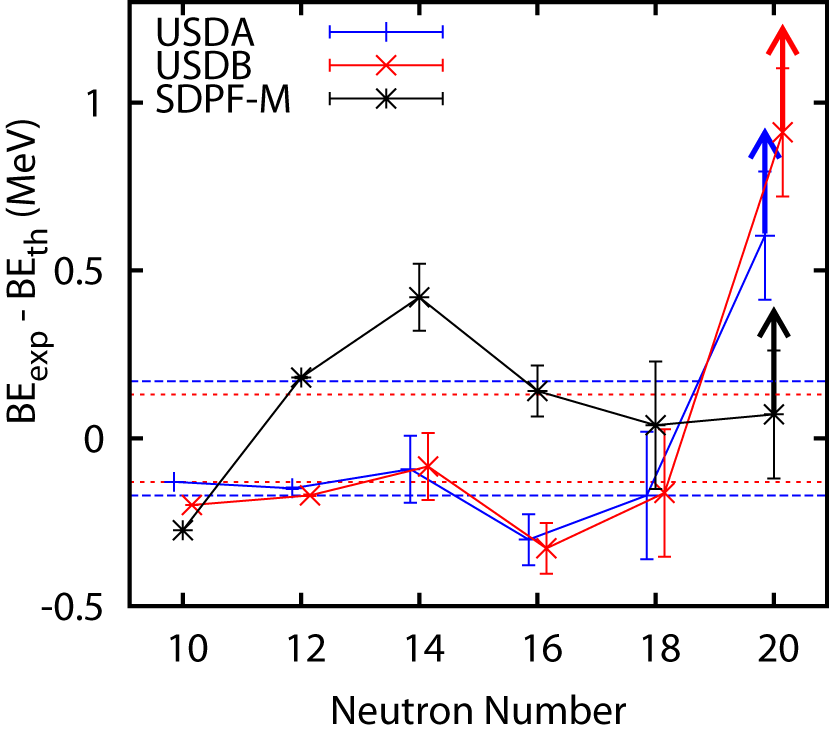 USDA
USDB
SDPF-M
1
0.5
0
-0.5
BEexp - BEth (MeV)
10 12 14 16 18 20
Neutron Number